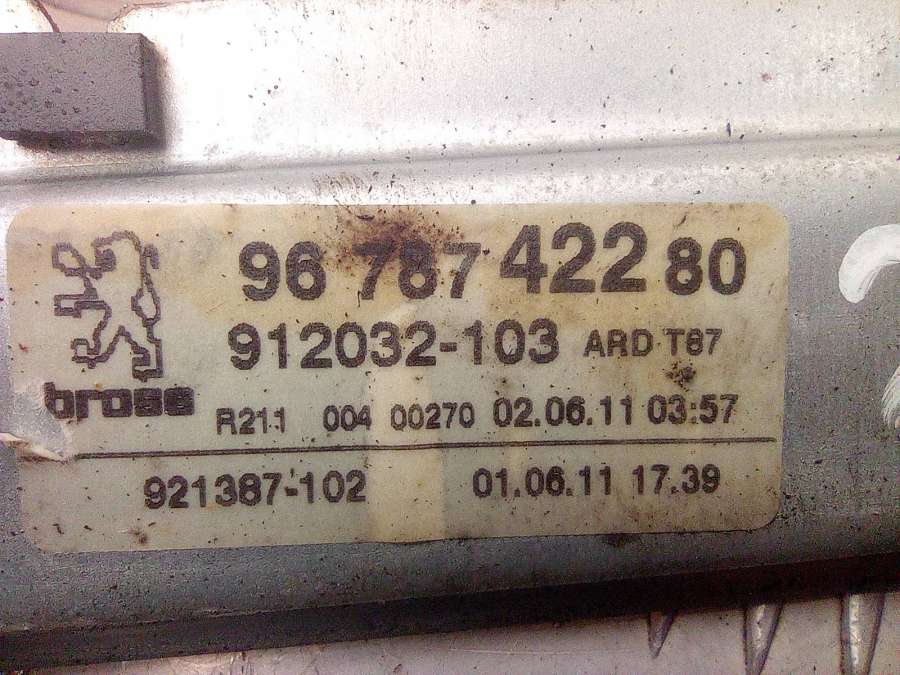 96 787 422 80
912032-103 ARD T87
brose
R211 004 00270 02.06.11 03:57
921387-102 01.06.11 17.39